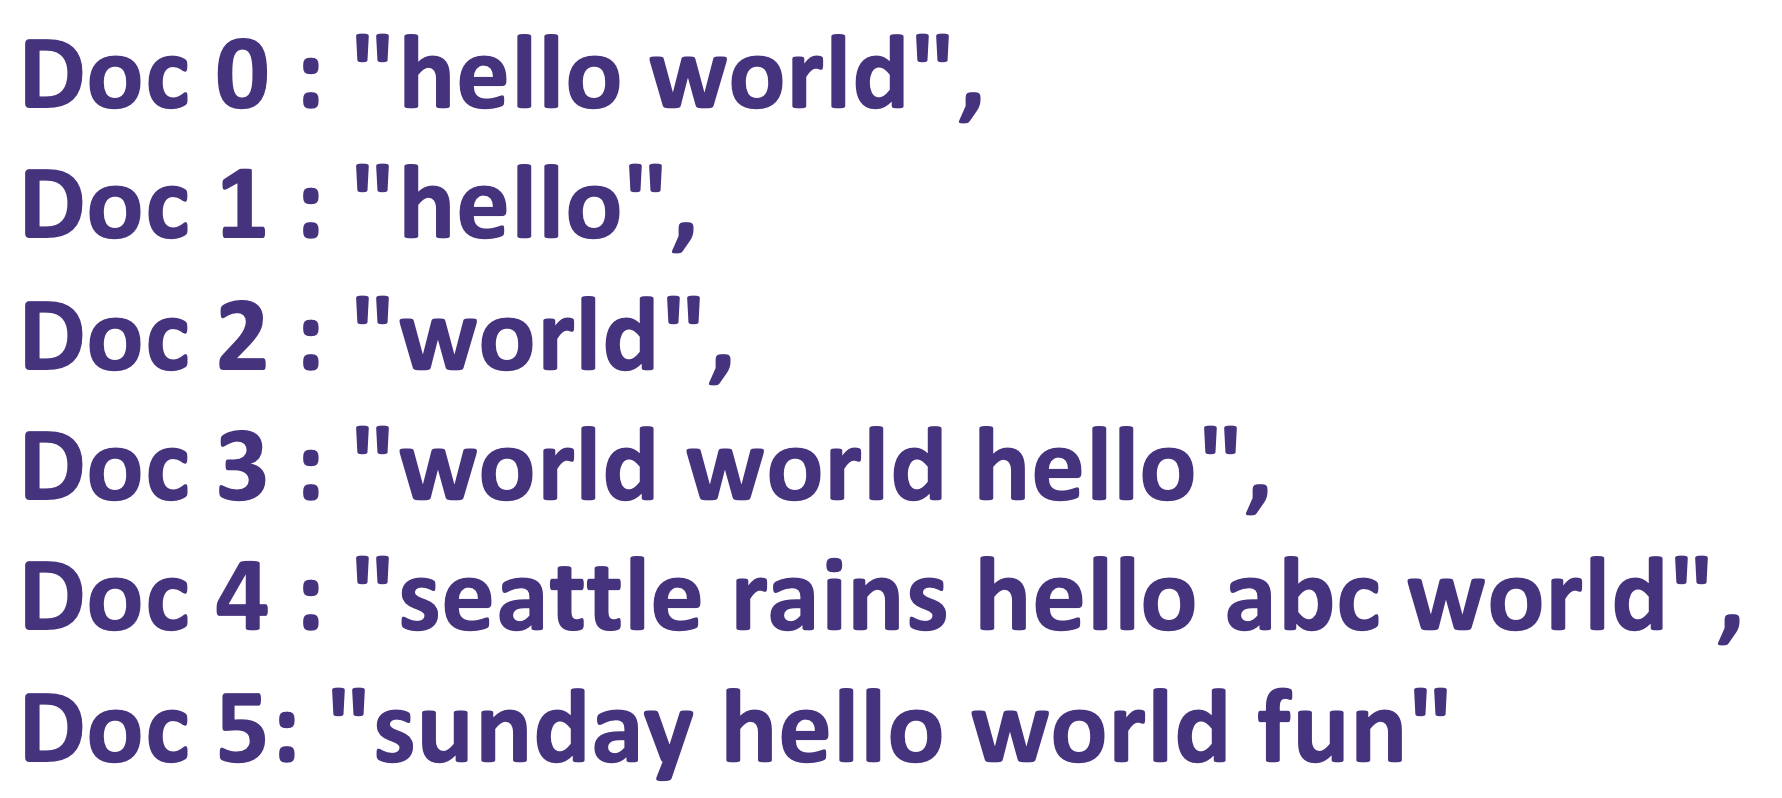 Doc 0 : "hello world",
Doc 1 : "hello",
Doc 2 : "world",
Doc 3 : "world world hello",
Doc 4 : "seattle rains hello abc world",
Doc 5: "sunday hello world fun"